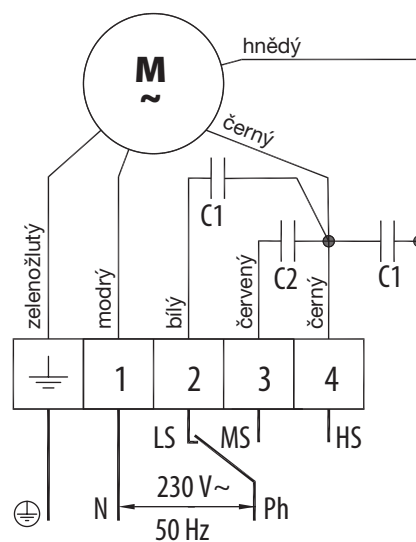 hnědý
M
~
černý
C1
C2
C1
zelenožlutý
modrý
bílý
červený
černý
1
2
3
4
LS
MS
HS
N
230 V~
Ph
50 Hz